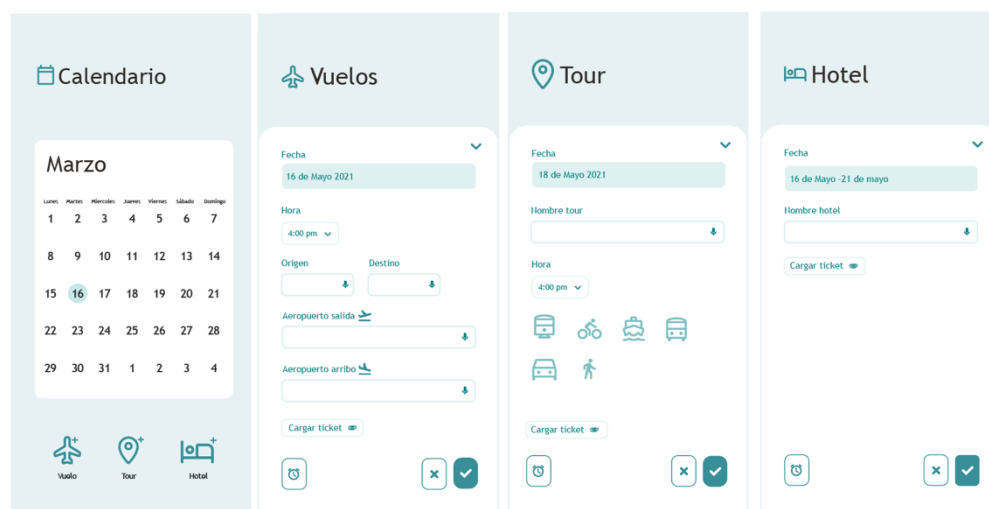 Calendario
Marzo
Lunes Martes Miercoles Jueves Viernes Sábado Domingo
1 2 3 4 5 6 7
8 9 10 11 12 13 14
15 16 17 18 19 20 21
22 23 24 25 26 27 28
29 30 31 1 2 3 4
Vuelo Tour Hotel
Vuelos
Fecha
16 de Mayo 2021
Hora
4:00 pm
Origen Destino
Aeropuerto salida
Aeropuerto arribo
Cargar ticket
Tour
Fecha
18 de Mayo 2021
Nombre tour
Hora
4:00 pm
Cargar ticket
Hotel
Fecha
16 de Mayo -21 de mayo
Nombre hotel
Cargar ticket